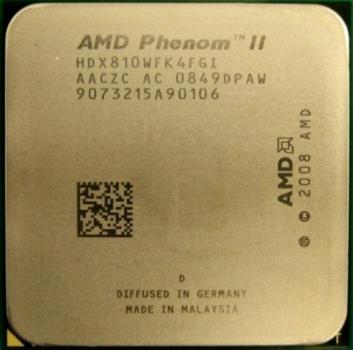 AMD Phenom™ II
HDX810WFK4FGI
AACZC AC 0849DPAW
9073215A90106
AMD
® © 2008 AMD
D
DIFFUSED IN GERMANY
MADE IN MALAYSIA